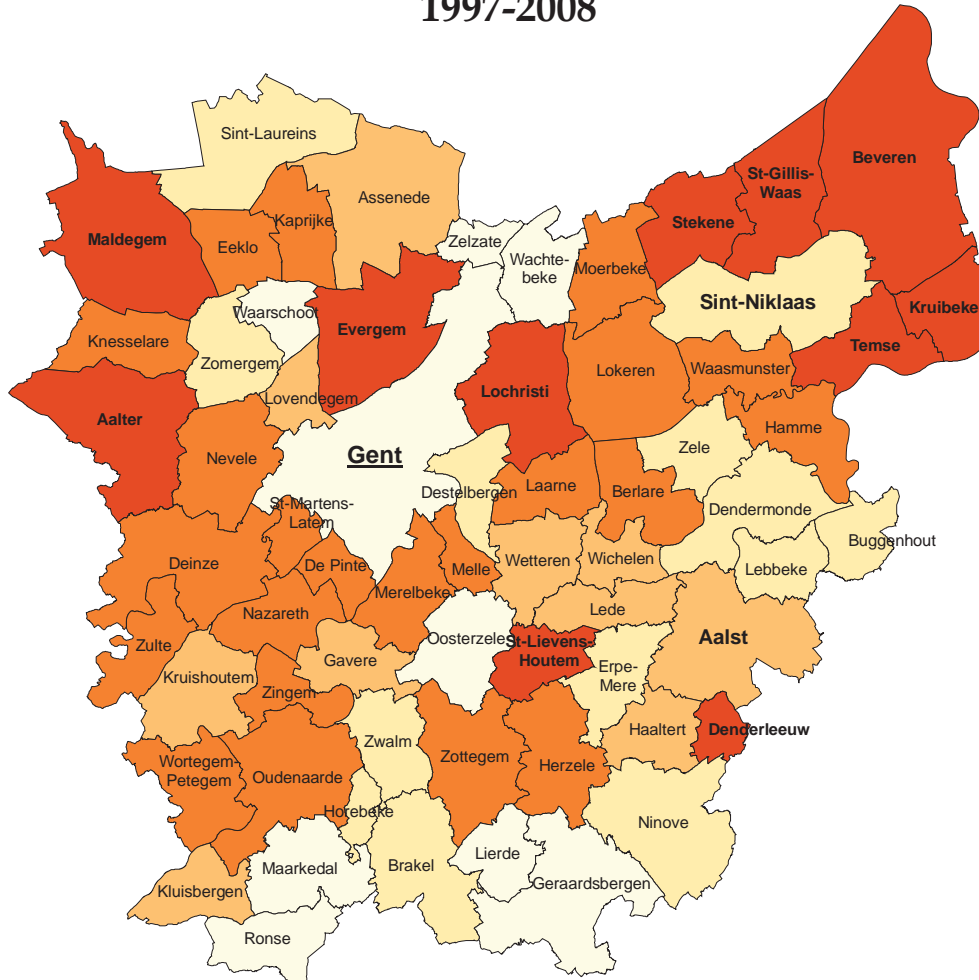 1997-2008
Sint-Laureins
Assenede
Kaprijke
Eeklo
Maldegem
Zelzate
Wachte-
beke
Moerbeke
Stekene
St-Gillis-
Waas
Beveren
Sint-Niklaas
Kruibeke
Temse
Waarschoot
Evergem
Knesselare
Zomergem
Lovendegem
Lochristi
Lokeren
Waasmunster
Aalter
Nevele
Gent
Destelbergen
Laarne
Berlare
Zele
Hamme
Dendermonde
Buggenhout
Lebbeke
St-Martens-
Latem
De Pinte
Deinze
Nazareth
Merelbeke
Melle
Wetteren
Wichelen
Lede
Aalst
Zulte
Kruishoutem
Gavere
Oosterzele
St-Lievens-
Houtem
Erpe-
Mere
Haaltert
Denderleeuw
Zingem
Wortegem-
Petegem
Oudenaarde
Zwalm
Zottegem
Herzele
Horebeke
Ninove
Kluisbergen
Maarkedal
Brakel
Lierde
Geraardsbergen
Ronse